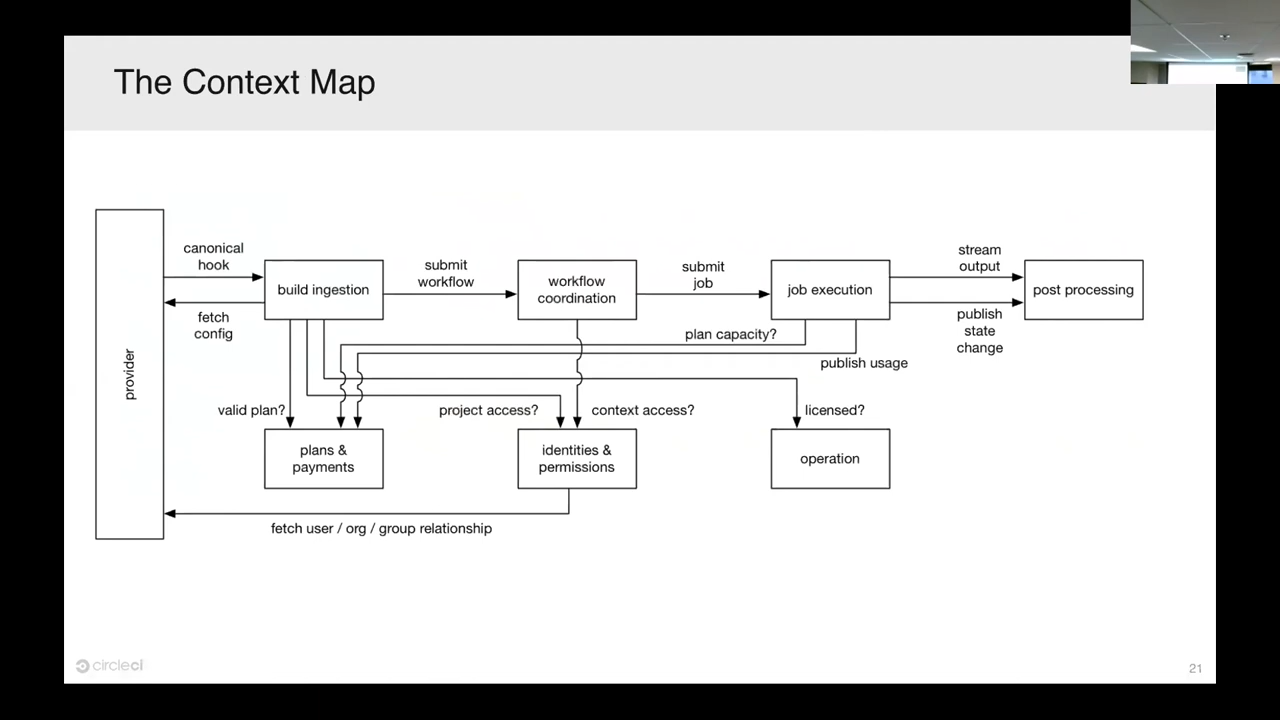 The Context Map
canonical
hook
fetch
config
provider
build ingestion
submit
workflow
workflow
coordination
submit
job
job execution
stream
output
publish
state
change
post processing
plan capacity?
publish usage
valid plan?
project access?
context access?
licensed?
plans &
payments
identities &
permissions
operation
fetch user / org / group relationship
circleci
21